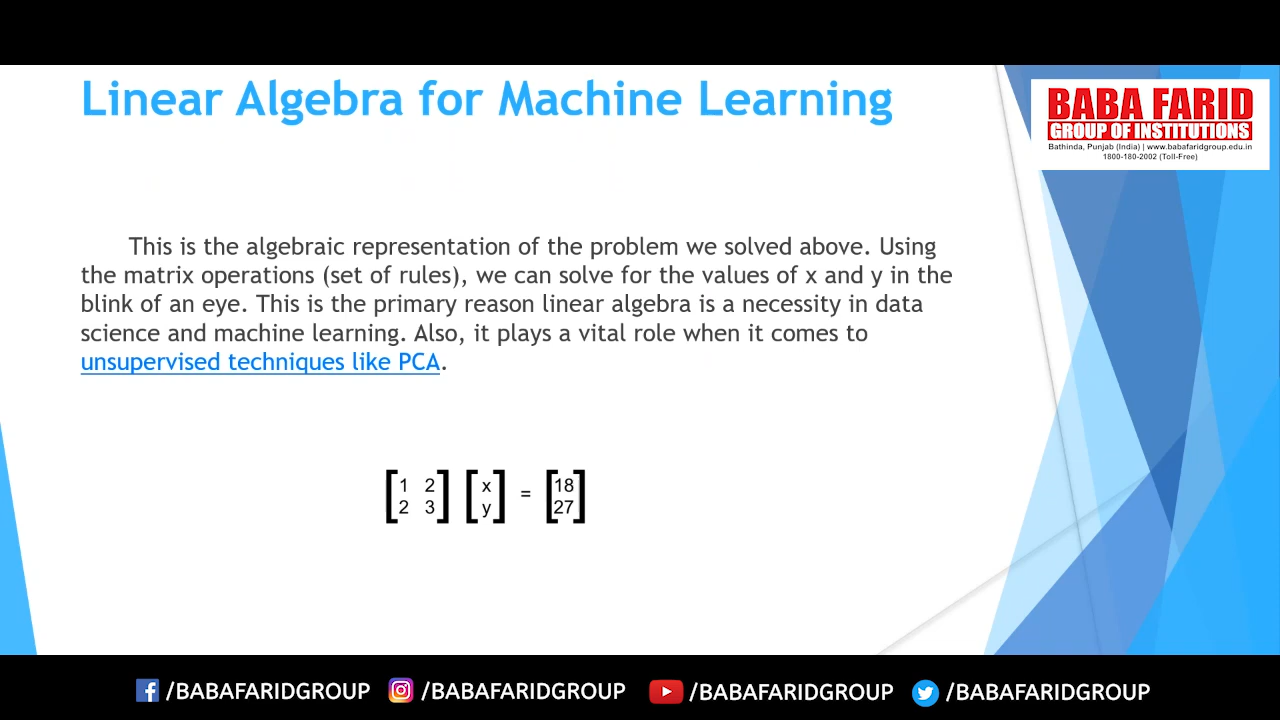 Linear Algebra for Machine Learning
BABA FARID
GROUP OF INSTITUTIONS
Bathinda, Punjab (India) | www.babafaridgroup.edu.in
1800-180-2002 (Toll-Free)
This is the algebraic representation of the problem we solved above. Using
the matrix operations (set of rules), we can solve for the values of x and y in the
blink of an eye. This is the primary reason linear algebra is a necessity in data
science and machine learning. Also, it plays a vital role when it comes to
unsupervised techniques like PCA.
[1 2] [x] = [18]
[2 3] [y] [27]
/BABAFARIDGROUP /BABAFARIDGROUP /BABAFARIDGROUP /BABAFARIDGROUP